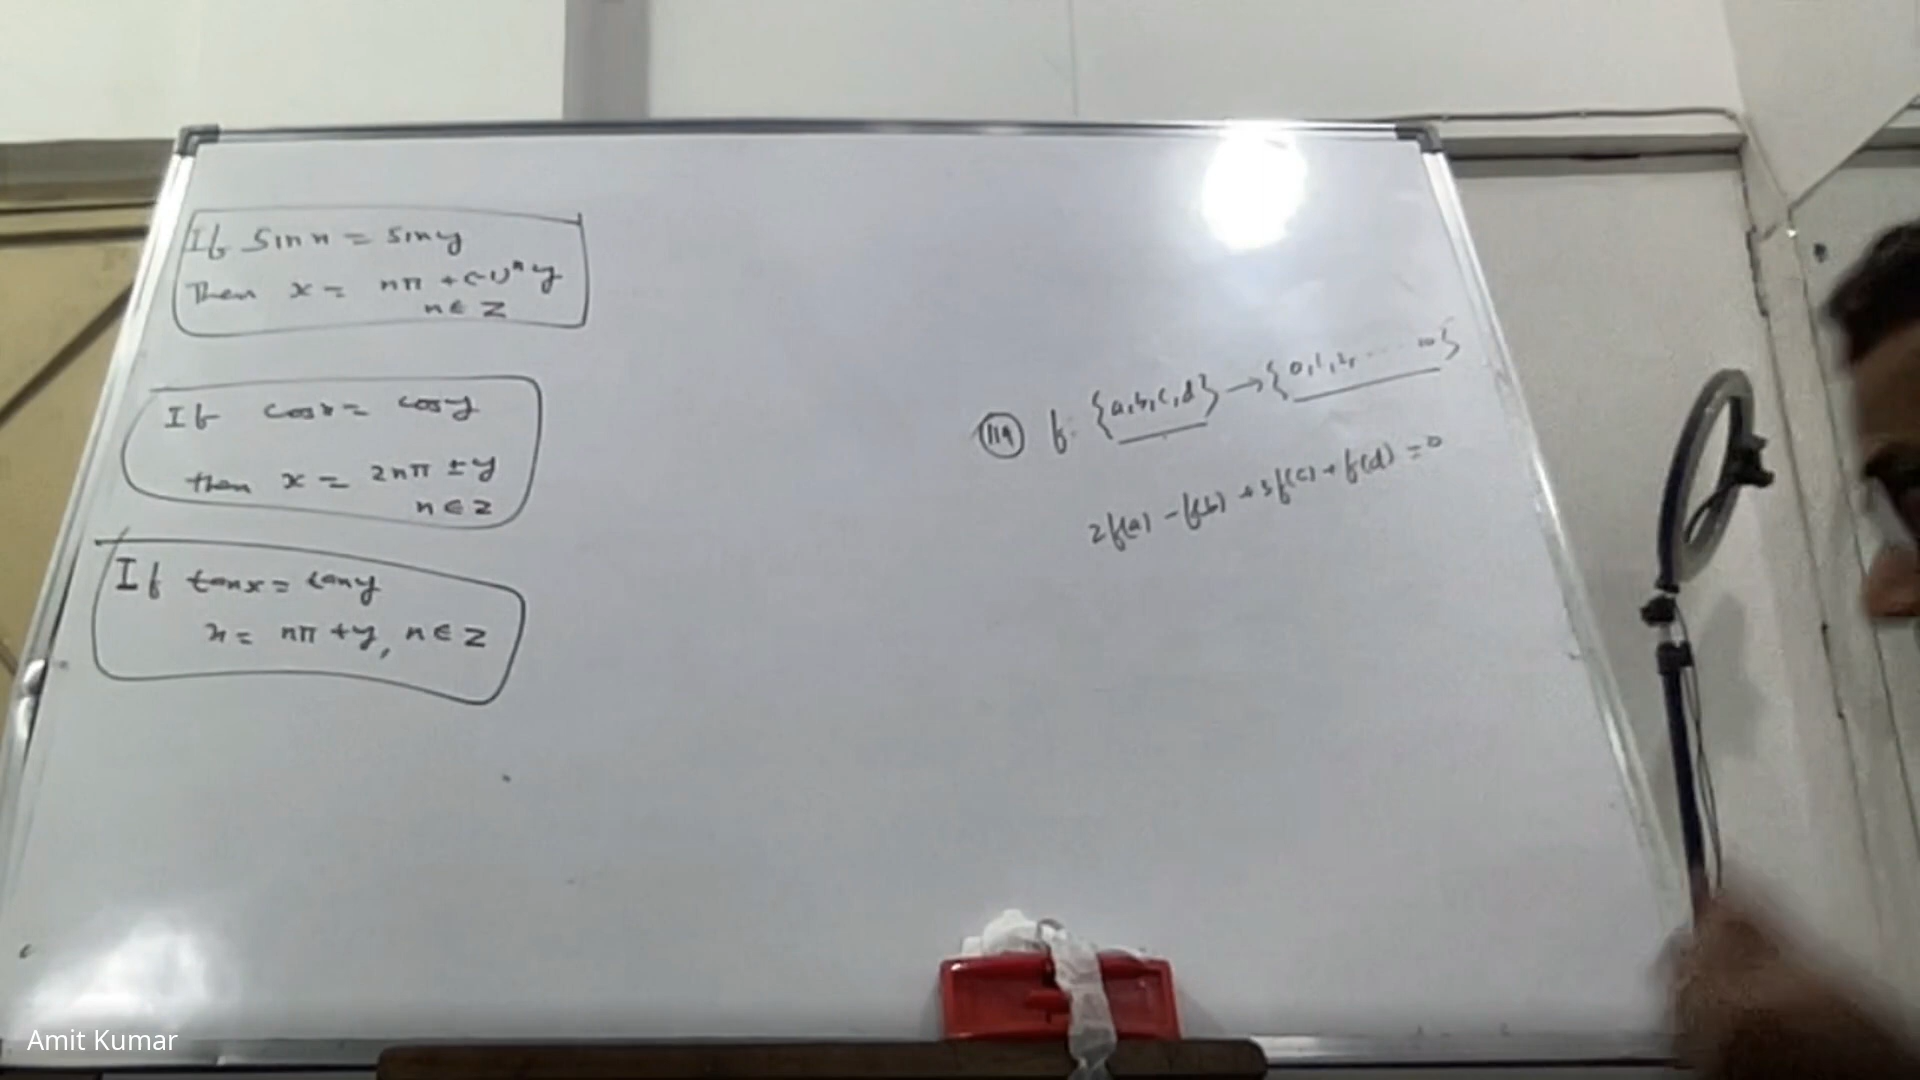 If sin x = sin y
Then x = nπ + (-1)ⁿ y
n ∈ Z
If cos x = cos y
then x = 2nπ ± y
n ∈ Z
If tan x = tan y
x = nπ + y, n ∈ Z
(119) f: {a,b,c,d} → {0,1,2, ..... 10}
2f(a) - f(b) + 3f(c) + f(d) = 0
Amit Kumar